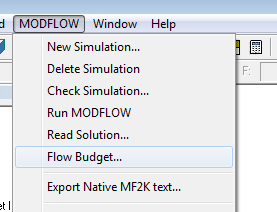 d MODFLOW Window Help
New Simulation...
Delete Simulation
Check Simulation...
Run MODFLOW
F:
Read Solution...
Flow Budget...
Export Native MF2K text...